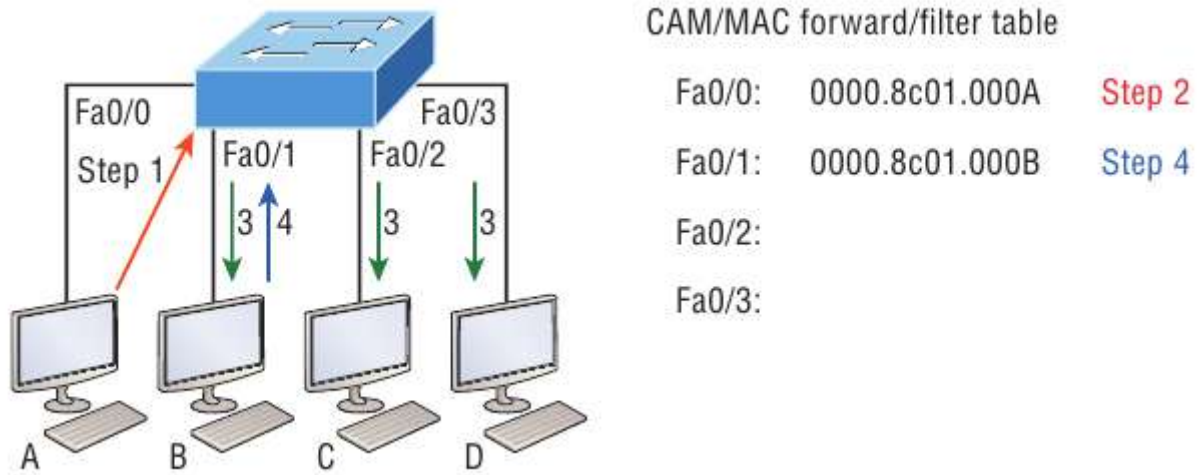 CAM/MAC forward/filter table
Fa0/0: 0000.8c01.000A Step 2
Fa0/1: 0000.8c01.000B Step 4
Fa0/2:
Fa0/3:
Fa0/0
Fa0/3
Step 1
Fa0/1
Fa0/2
3
4
3
3
A
B
C
D